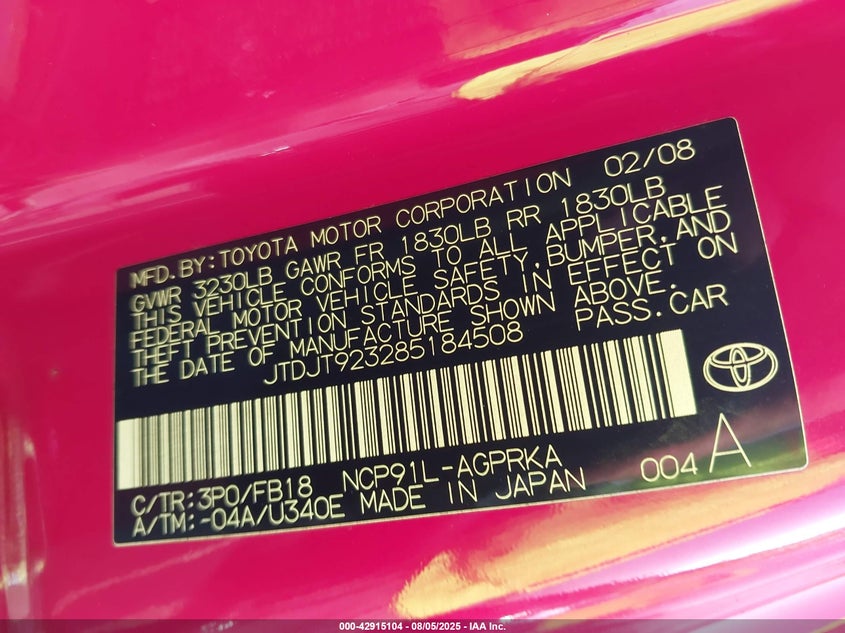 MFD.BY:TOYOTA MOTOR CORPORATION 02/08
GVWR 3230LB GAWR FR 1830LB RR 1830LB
THIS VEHICLE CONFORMS TO ALL APPLICABLE
FEDERAL MOTOR VEHICLE SAFETY,BUMPER,AND
THEFT PREVENTION STANDARDS IN EFFECT ON
THE DATE OF MANUFACTURE SHOWN ABOVE.
JTDJT923285184508 PASS.CAR
C/TR:3P0/FB18 NCP91L-AGPRKA 004 A
A/TM:-04A/U340E MADE IN JAPAN
000-42915104 - 08/05/2025 - IAA Inc.